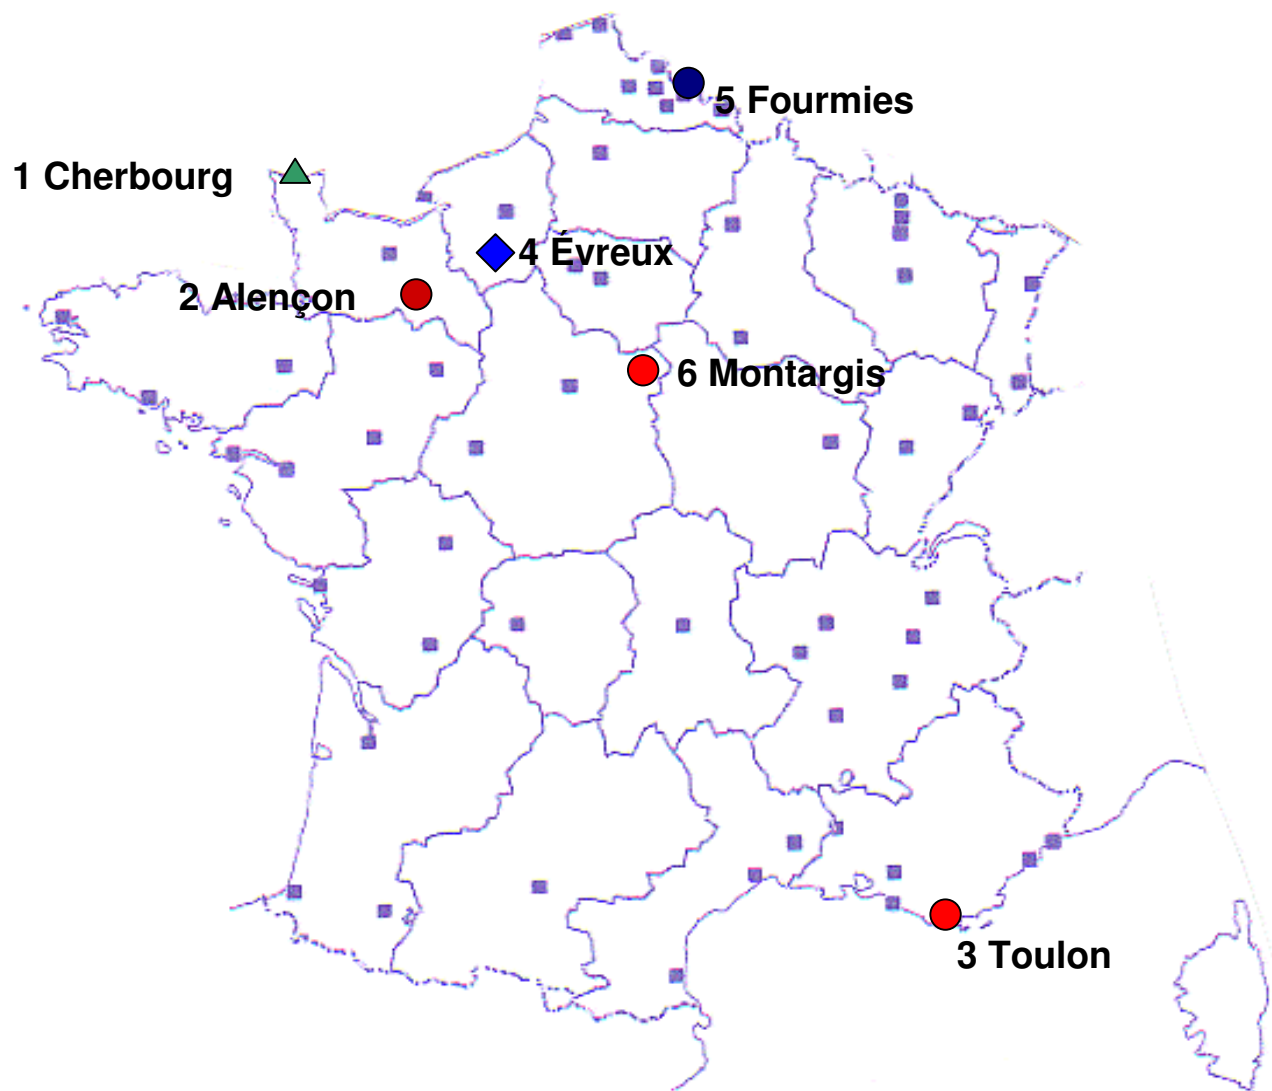 5 Fourmies
1 Cherbourg
4 Évreux
2 Alençon
6 Montargis
3 Toulon